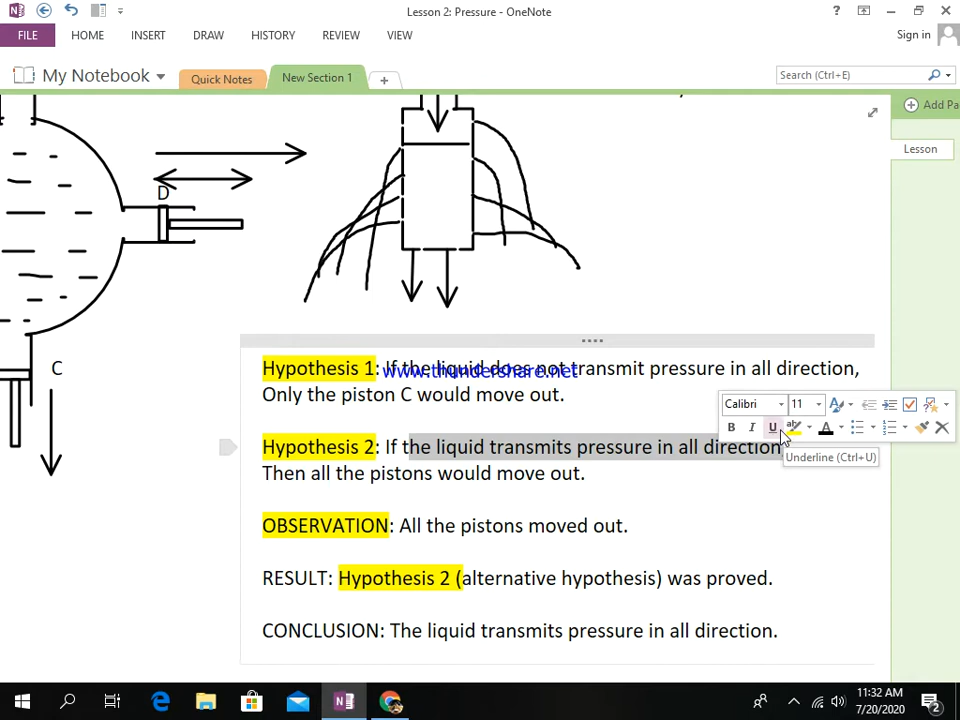 Lesson 2: Pressure - OneNote
?
Sign in
FILE
HOME
INSERT
DRAW
HISTORY
REVIEW
VIEW
My Notebook
Quick Notes
New Section 1
+
Search (Ctrl+E)
Add Pa
Lesson
D
C
Hypothesis 1: If the liquid does not transmit pressure in all direction,
www.thundershare.net
Only the piston C would move out.
Calibri
11
B I U
Underline (Ctrl+U)
Hypothesis 2: If the liquid transmits pressure in all direction
Then all the pistons would move out.
OBSERVATION: All the pistons moved out.
RESULT: Hypothesis 2 (alternative hypothesis) was proved.
CONCLUSION: The liquid transmits pressure in all direction.
11:32 AM
7/20/2020
2